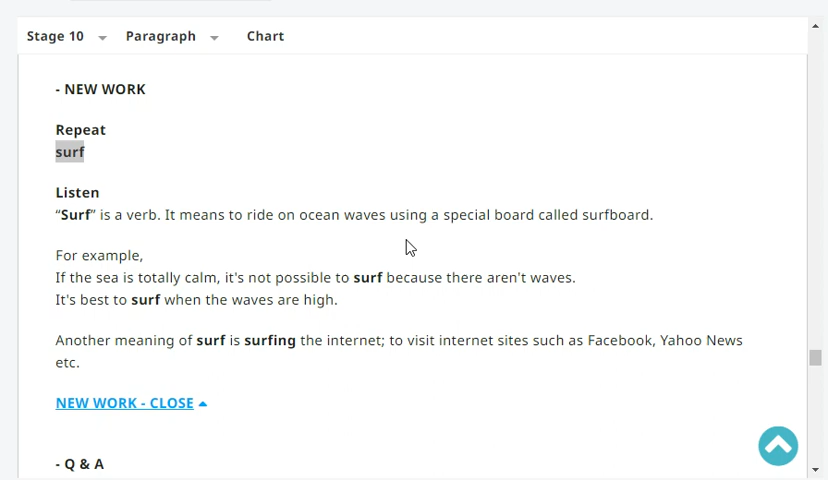 Stage 10 Paragraph Chart
- NEW WORK
Repeat
surf
Listen
“Surf” is a verb. It means to ride on ocean waves using a special board called surfboard.
For example,
If the sea is totally calm, it's not possible to surf because there aren't waves.
It's best to surf when the waves are high.
Another meaning of surf is surfing the internet; to visit internet sites such as Facebook, Yahoo News
etc.
NEW WORK - CLOSE
- Q & A